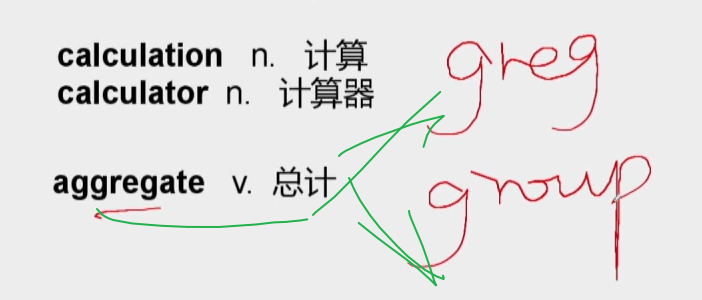 calculation n. 计算
calculator n. 计算器
greg
aggregate v. 总计
group